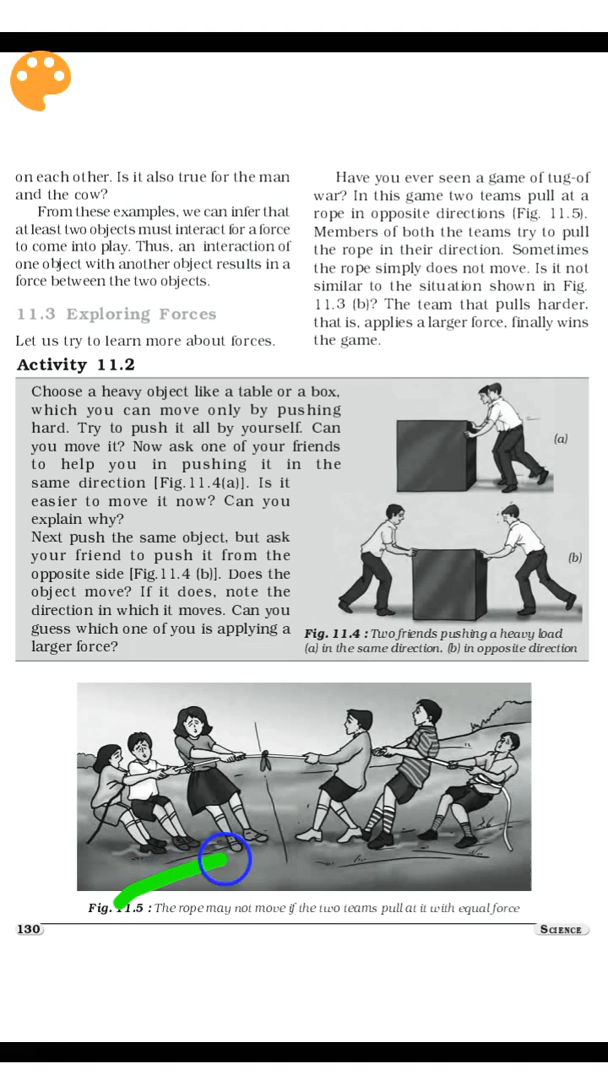 on each other. Is it also true for the man
and the cow?
From these examples, we can infer that
at least two objects must interact for a force
to come into play. Thus, an interaction of
one object with another object results in a
force between the two objects.
11.3 Exploring Forces
Let us try to learn more about forces.
Have you ever seen a game of tug-of
war? In this game two teams pull at a
rope in opposite directions (Fig. 11.5).
Members of both the teams try to pull
the rope in their direction. Sometimes
the rope simply does not move. Is it not
similar to the situation shown in Fig.
11.3 (b)? The team that pulls harder,
that is, applies a larger force, finally wins
the game.
Activity 11.2
Choose a heavy object like a table or a box,
which you can move only by pushing
hard. Try to push it all by yourself. Can
you move it? Now ask one of your friends
to help you in pushing it in the
same direction [Fig.11.4(a)]. Is it
easier to move it now? Can you
explain why?
Next push the same object, but ask
your friend to push it from the
opposite side [Fig.11.4 (b)]. Does the
object move? If it does, note the
direction in which it moves. Can you
guess which one of you is applying a
larger force?
(a)
(b)
Fig. 11.4 : Two friends pushing a heavy load
(a) in the same direction, (b) in opposite direction
Fig. 11.5 : The rope may not move if the two teams pull at it with equal force
130
SCIENCE